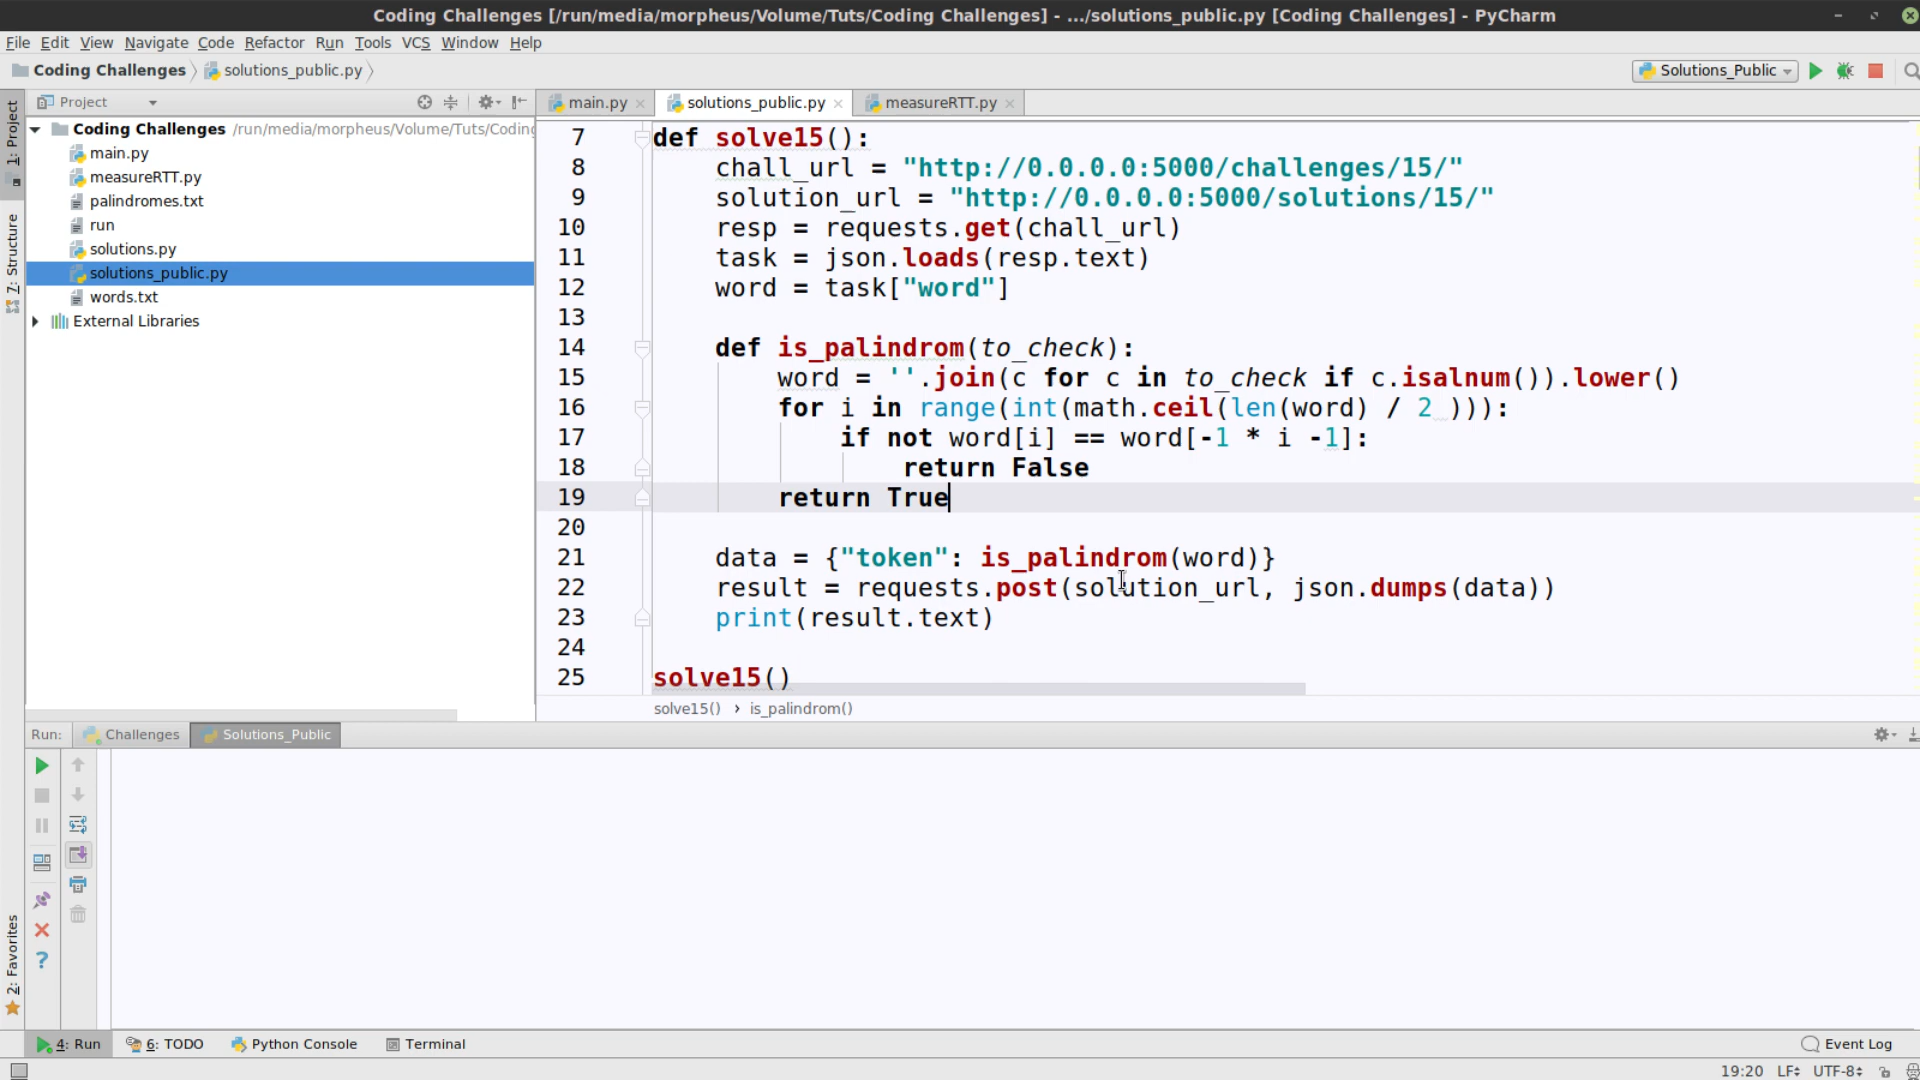 Coding Challenges [/run/media/morpheus/Volume/Tuts/Coding Challenges] - .../solutions_public.py [Coding Challenges] - PyCharm
File Edit View Navigate Code Refactor Run Tools VCS Window Help
Coding Challenges solutions_public.py Solutions_Public
Project main.py solutions_public.py measureRTT.py
1: Project
7: Structure
2: Favorites
Coding Challenges /run/media/morpheus/Volume/Tuts/Coding
main.py
measureRTT.py
palindromes.txt
run
solutions.py
solutions_public.py
words.txt
External Libraries
7 def solve15():
8 chall_url = "http://0.0.0.0:5000/challenges/15/"
9 solution_url = "http://0.0.0.0:5000/solutions/15/"
10 resp = requests.get(chall_url)
11 task = json.loads(resp.text)
12 word = task["word"]
13
14 def is_palindrom(to_check):
15 word = ''.join(c for c in to_check if c.isalnum()).lower()
16 for i in range(int(math.ceil(len(word) / 2 ))):
17 if not word[i] == word[-1 * i -1]:
18 return False
19 return True
20
21 data = {"token": is_palindrom(word)}
22 result = requests.post(solution_url, json.dumps(data))
23 print(result.text)
24
25 solve15()
solve15() › is_palindrom()
Run: Challenges Solutions_Public
4: Run 6: TODO Python Console Terminal Event Log
19:20 LF UTF-8